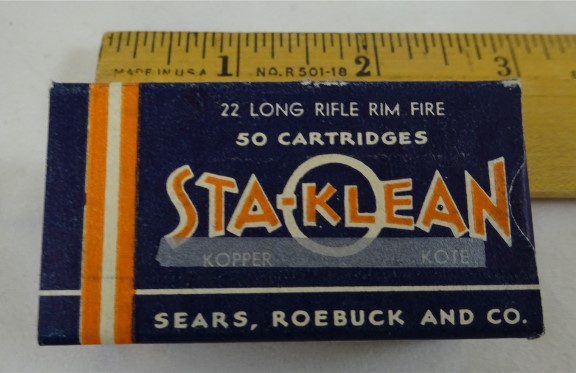 MADE IN U.S.A 1 NO. R 501-18 2 3
22 LONG RIFLE RIM FIRE
50 CARTRIDGES
STA-KLEAN
KOPPER KOTE
SEARS, ROEBUCK AND CO.